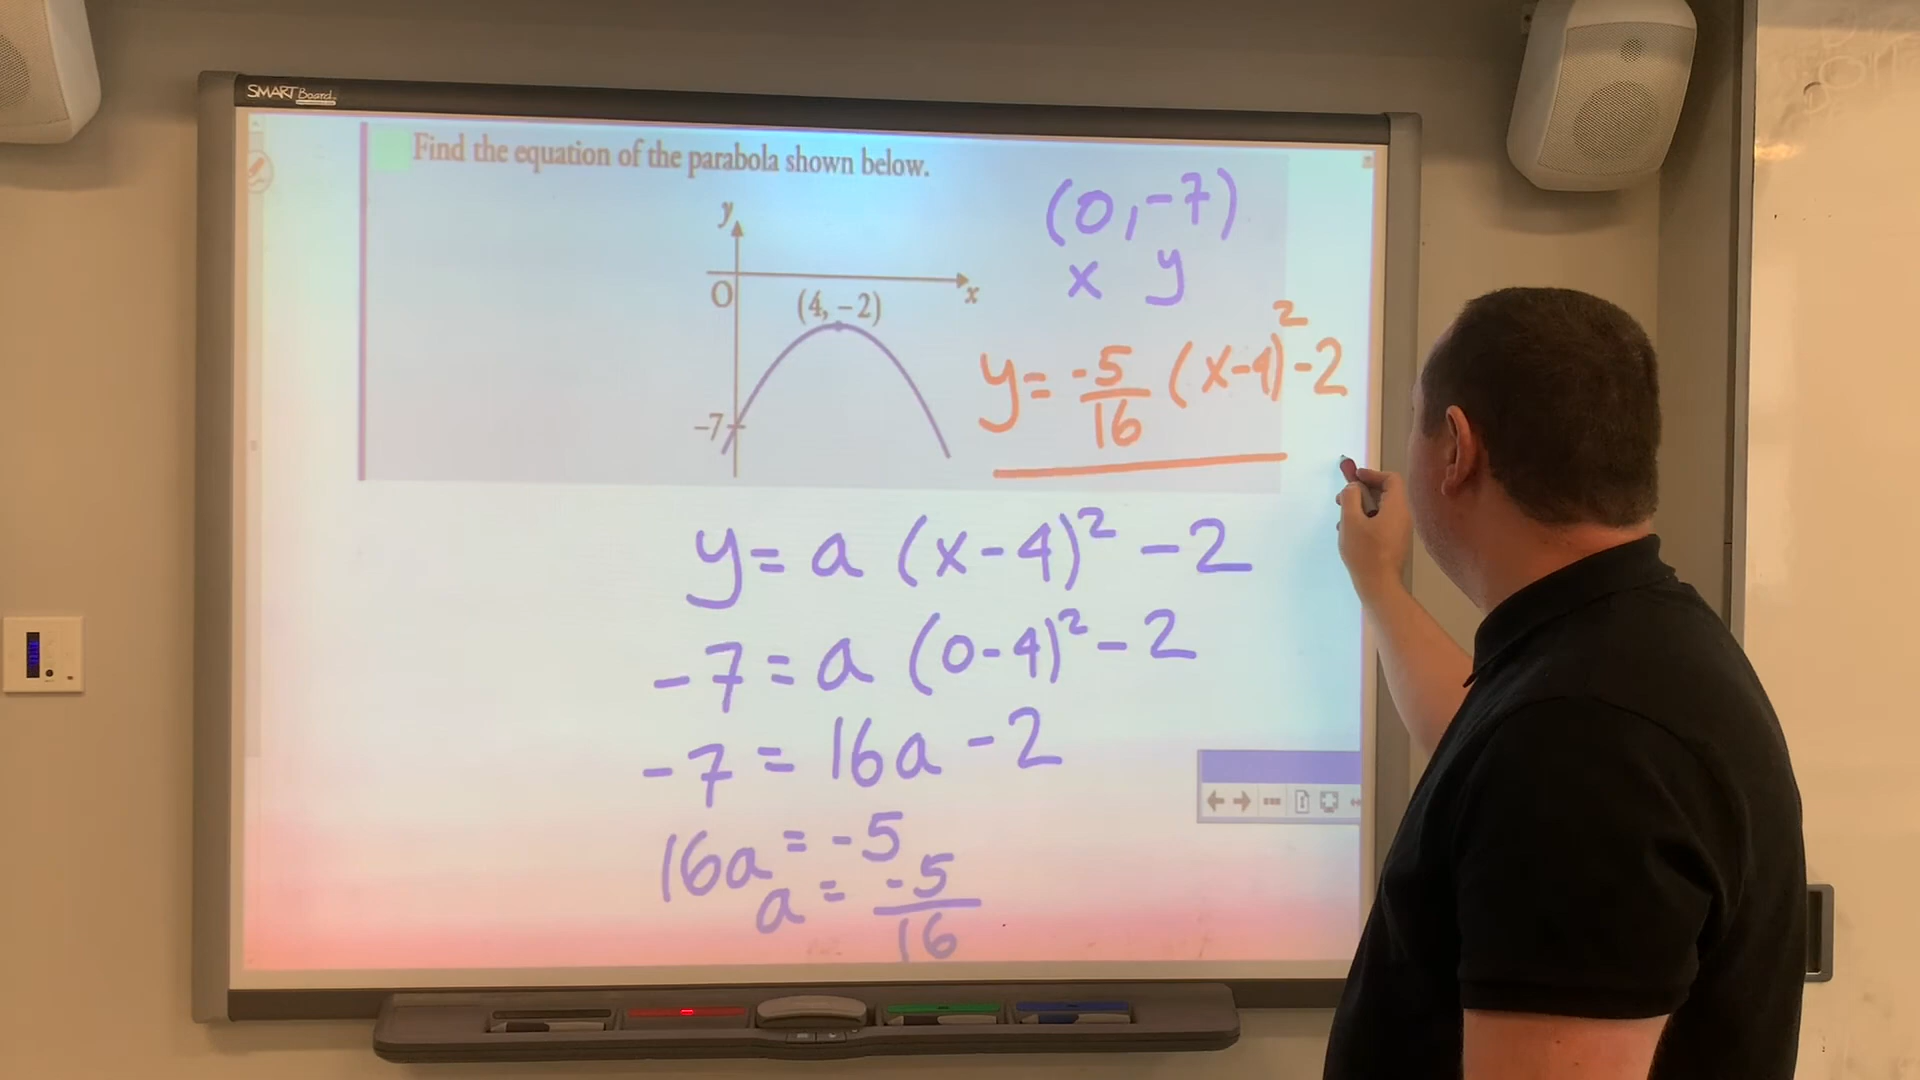 SMART Board
Find the equation of the parabola shown below.
(0,-7)
x y
y
O
x
(4, −2)
−7
y = -5/16 (x-4)² -2
y = a (x-4)² -2
-7 = a (0-4)² -2
-7 = 16a -2
16a = -5
a = -5/16